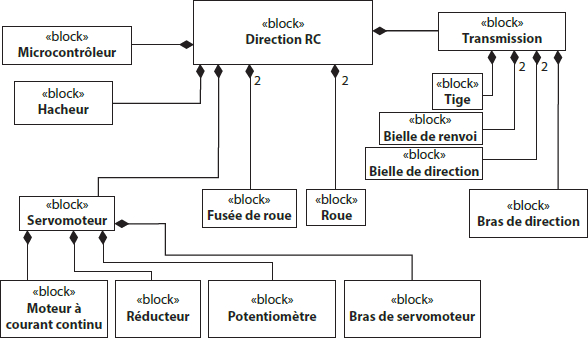 «block»
Direction RC
«block»
Transmission
«block»
Microcontrôleur
2
2
2
2
«block»
Tige
«block»
Hacheur
«block»
Bielle de renvoi
«block»
Bielle de direction
«block»
Servomoteur
«block»
Fusée de roue
«block»
Roue
«block»
Bras de direction
«block»
Moteur à
courant continu
«block»
Réducteur
«block»
Potentiomètre
«block»
Bras de servomoteur